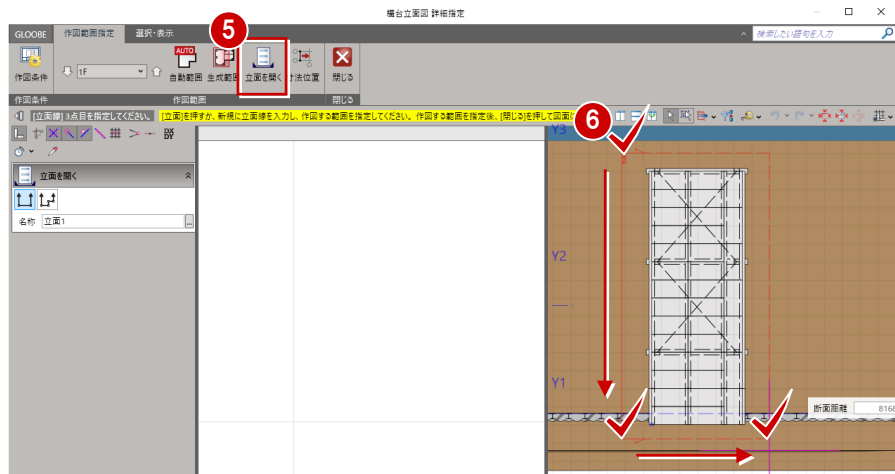 桟台立面図 詳細指定
GLOOBE 作図範囲指定 選択・表示
検索したい語句を入力
5
AUTO
1F
作図条件 自動範囲 生成範囲 立面を開く 寸法位置 閉じる
作図条件 作図範囲 閉じる
[立面線] 3点目を指定してください。 [立面]を押すか、新規に立面線を入力し、作図する範囲を指定してください。作図する範囲を指定後、[閉じる]を押して図面に
6
Y3
立面を開く
名称 立面1
...
Y2
Y1
断面距離 8168